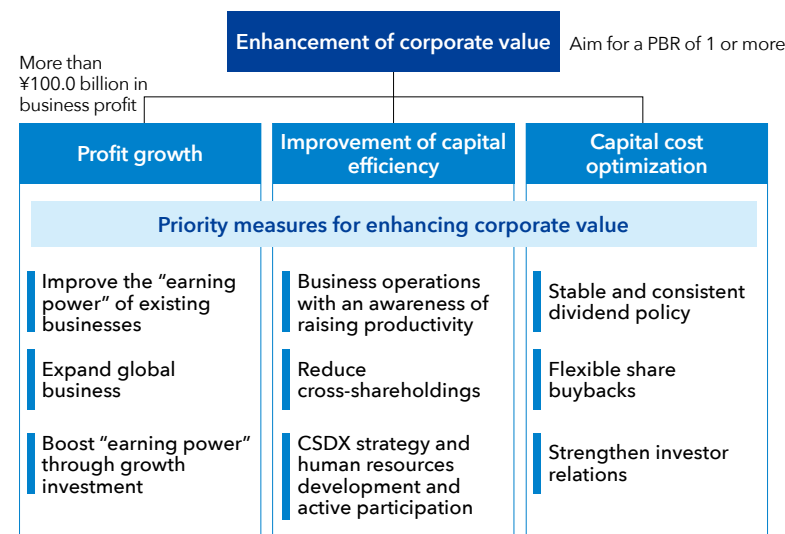 Enhancement of corporate value
Aim for a PBR of 1 or more
More than
¥100.0 billion in
business profit
Profit growth
Improvement of capital
efficiency
Capital cost
optimization
Priority measures for enhancing corporate value
Improve the “earning
power” of existing
businesses
Expand global
business
Boost “earning power”
through growth
investment
Business operations
with an awareness of
raising productivity
Reduce
cross-shareholdings
CSDX strategy and
human resources
development and
active participation
Stable and consistent
dividend policy
Flexible share
buybacks
Strengthen investor
relations